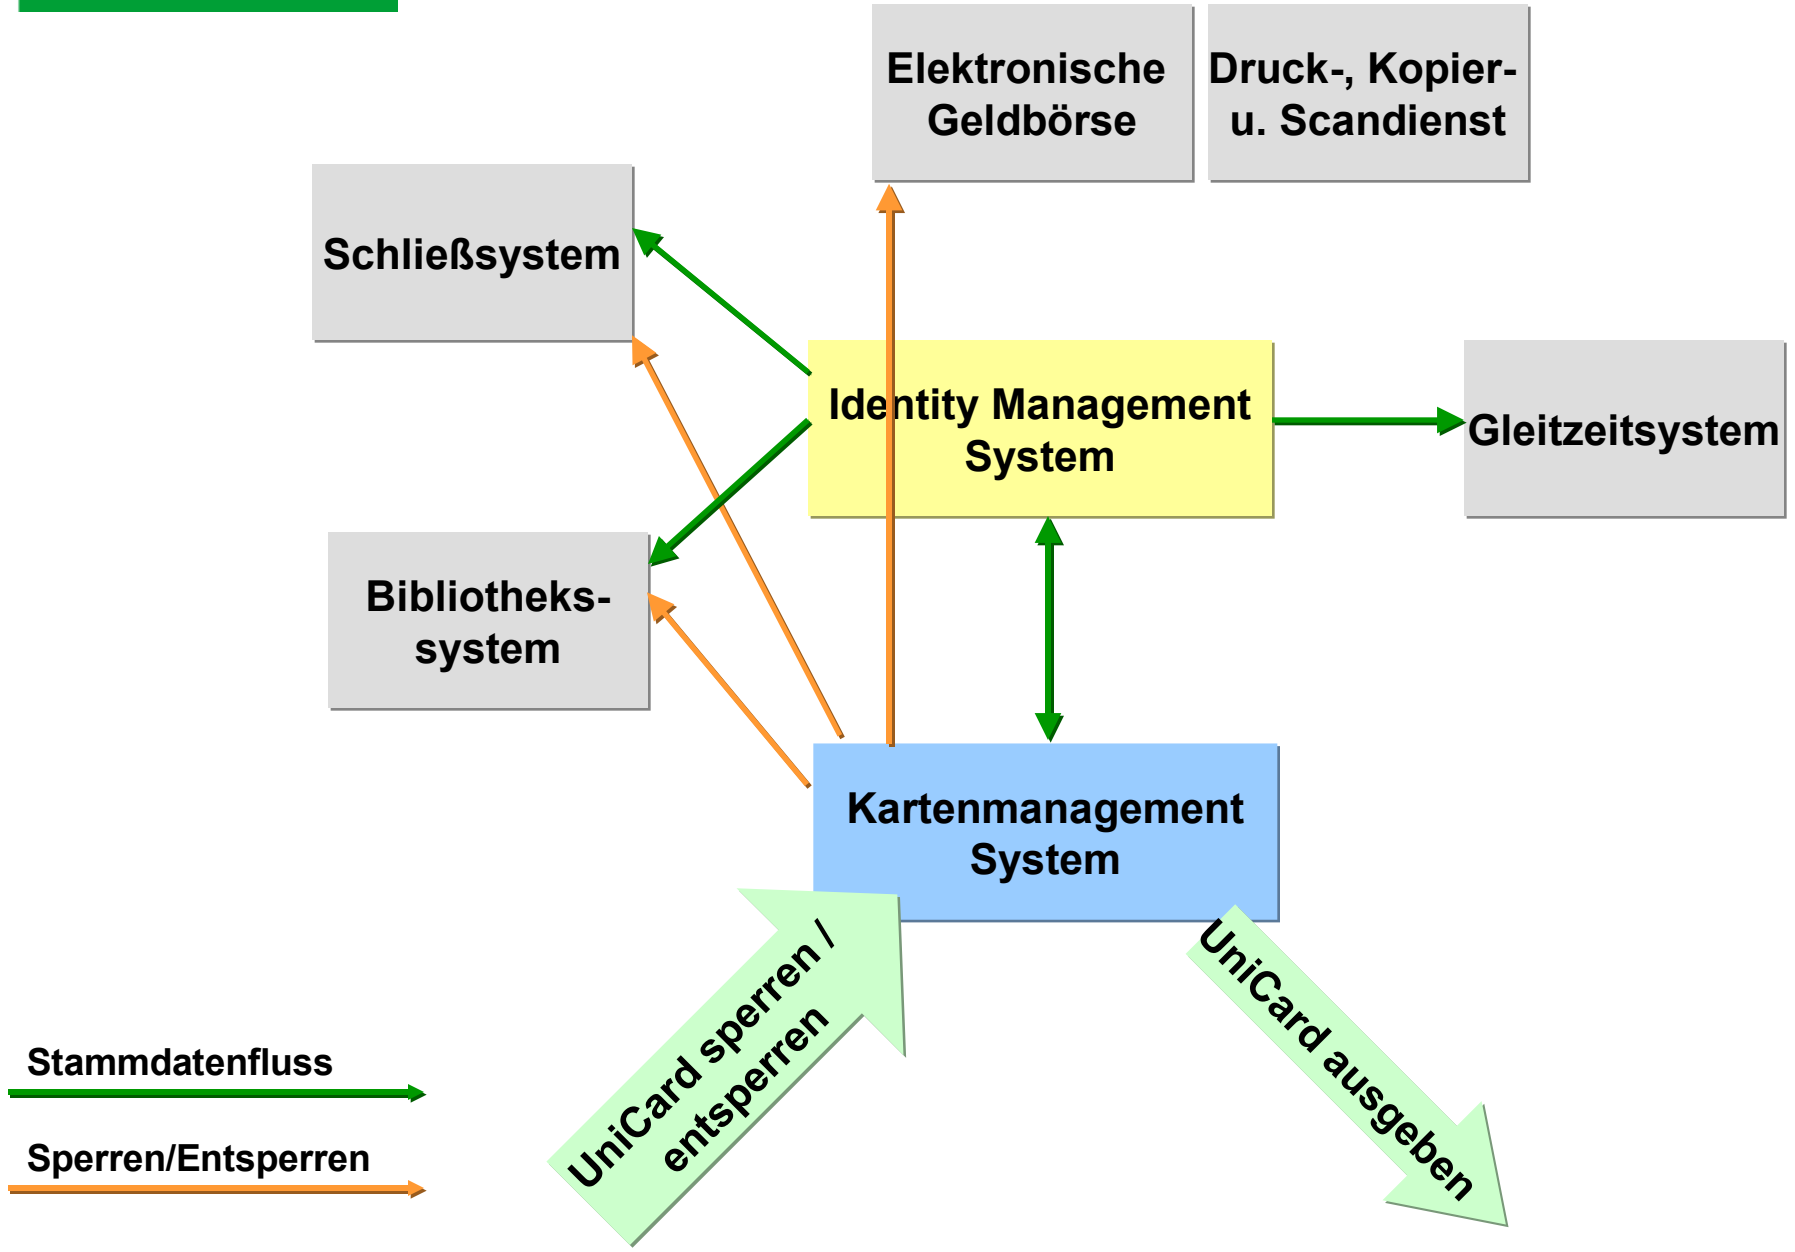 Elektronische
Geldbörse
Druck-, Kopier-
u. Scandienst
Schließsystem
Identity Management
System
Gleitzeitsystem
Bibliotheks-
system
Kartenmanagement
System
UniCard sperren /
entsperren
UniCard ausgeben
Stammdatenfluss
Sperren/Entsperren